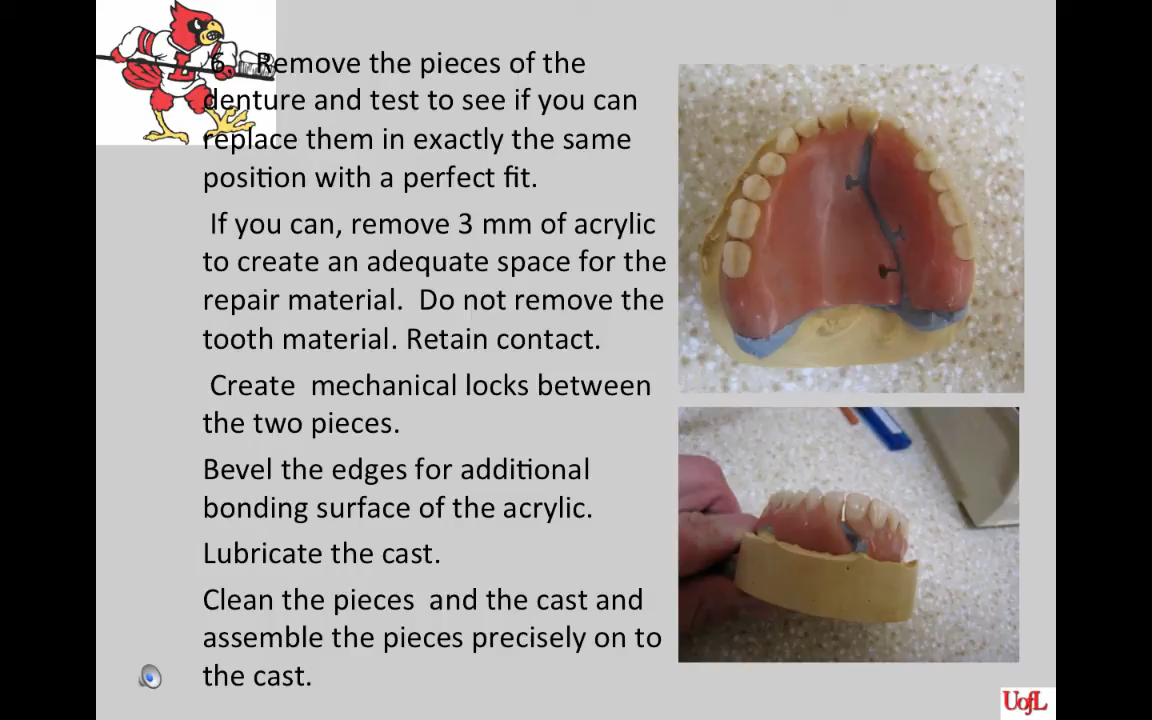 6. Remove the pieces of the
denture and test to see if you can
replace them in exactly the same
position with a perfect fit.
If you can, remove 3 mm of acrylic
to create an adequate space for the
repair material. Do not remove the
tooth material. Retain contact.
Create mechanical locks between
the two pieces.
Bevel the edges for additional
bonding surface of the acrylic.
Lubricate the cast.
Clean the pieces and the cast and
assemble the pieces precisely on to
the cast.
L
UofL